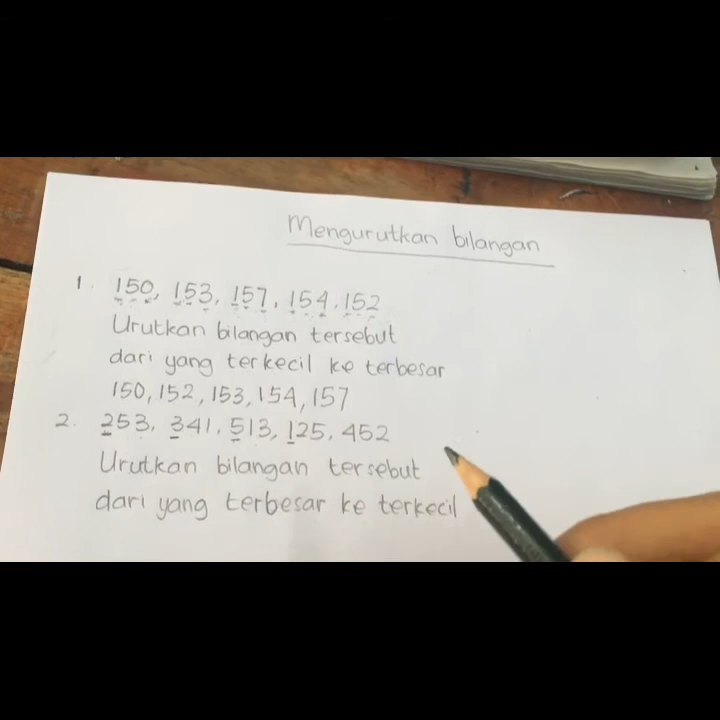 Mengurutkan bilangan
1. 150, 153, 157, 154, 152
Urutkan bilangan tersebut
dari yang terkecil ke terbesar
150, 152, 153, 154, 157
2. 253, 341, 513, 125, 452
Urutkan bilangan tersebut
dari yang terbesar ke terkecil